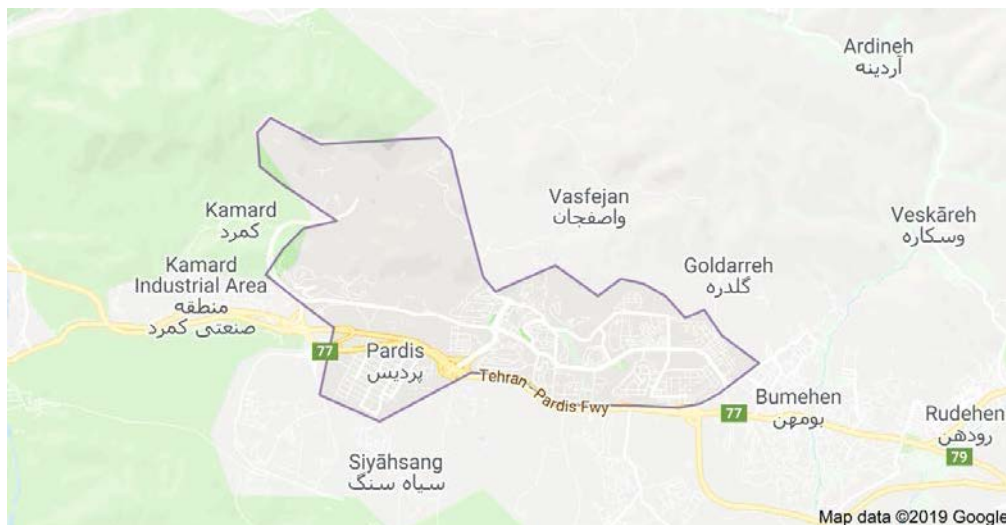 Ardineh
آردینه
Kamard
کمرد
Vasfejan
واصفجان
Veskāreh
وسکاره
Kamard
Industrial Area
منطقه
صنعتی کمرد
Goldarreh
گلدره
77
Pardis
پردیس
Tehran - Pardis Fwy
77
Bumehen
بومهن
Rudehen
رودهن
79
Siyāhsang
سیاه سنگ
Map data ©2019 Google